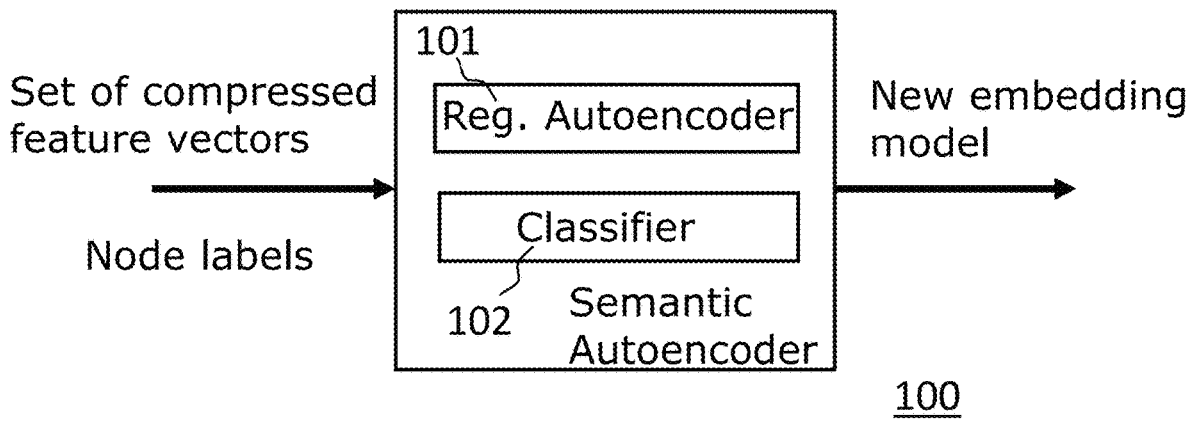 101
Set of compressed
feature vectors
Reg. Autoencoder
New embedding
model
Classifier
Node labels
102
Semantic
Autoencoder
100